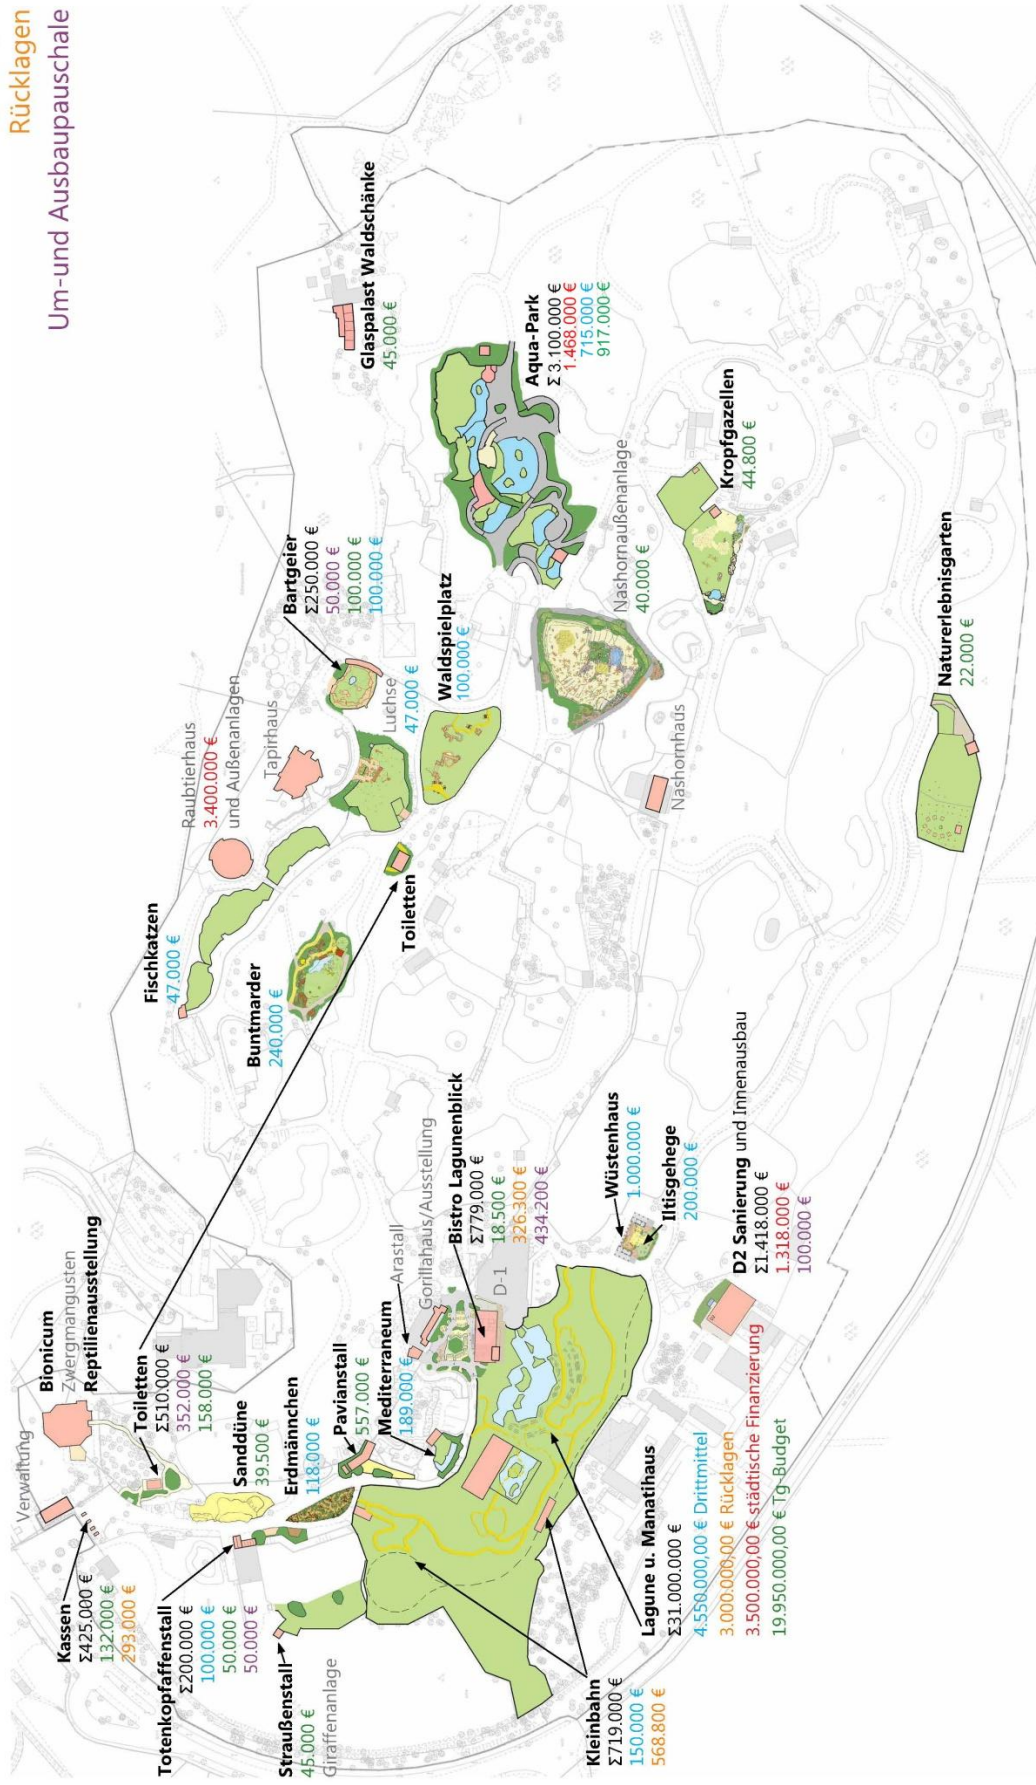 Rücklagen
Um-und Ausbaupauschale
Glaspalast Waldschänke
45.000 €
Aqua-Park
Σ 3.100.000 €
1.468.000 €
715.000 €
917.000 €
Kropfgazellen
44.800 €
Bartgeier
Σ250.000 €
50.000 €
100.000 €
100.000 €
Waldspielplatz
100.000 €
Nashornaußenanlage
40.000 €
Naturerlebnisgarten
22.000 €
Raubtierhaus
3.400.000 €
und Außenanlagen
Tapirhaus
Luchse
47.000 €
Nashornhaus
Fischkatzen
47.000 €
Buntmarder
240.000 €
Toiletten
Verwaltung
Bionicum
Zwergmangusten
Reptilienausstellung
Toiletten
Σ510.000 €
352.000 €
158.000 €
Sanddüne
39.500 €
Erdmännchen
118.000 €
Pavianstall
557.000 €
Mediterraneum
189.000 €
Arastall
Gorillahaus/Ausstellung
Bistro Lagunenblick
Σ779.000 €
18.500 €
326.300 €
434.200 €
D-1
Wüstenhaus
1.000.000 €
Iltisgehege
200.000 €
D2 Sanierung und Innenausbau
Σ1.418.000 €
1.318.000 €
100.000 €
Kassen
Σ425.000 €
132.000 €
293.000 €
Totenkopfaffenstall
Σ200.000 €
100.000 €
50.000 €
50.000 €
Straußenstall
45.000 €
Giraffenanlage
Kleinbahn
Σ719.000 €
150.000 €
568.800 €
Lagune u. Manatihaus
Σ31.000.000 €
4.550.000,00 € Drittmittel
3.000.000,00 € Rücklagen
3.500.000,00 € städtische Finanzierung
19.950.000,00 € Tg-Budget